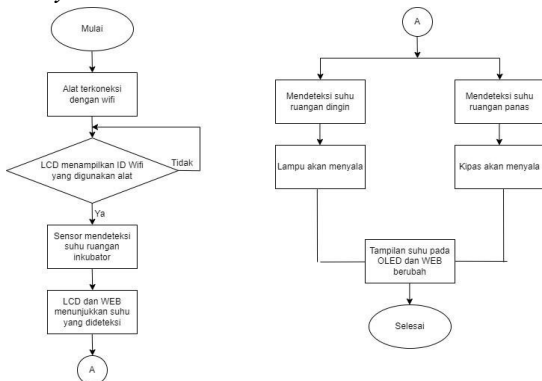 Mulai
Alat terkoneksi
dengan wifi
LCD menampilkan ID Wifi
yang digunakan alat
Tidak
Ya
Sensor mendeteksi
suhu ruangan
inkubator
LCD dan WEB
menunjukkan suhu
yang dideteksi
A
A
Mendeteksi suhu
ruangan dingin
Mendeteksi suhu
ruangan panas
Lampu akan menyala
Kipas akan menyala
Tampilan suhu pada
OLED dan WEB
berubah
Selesai